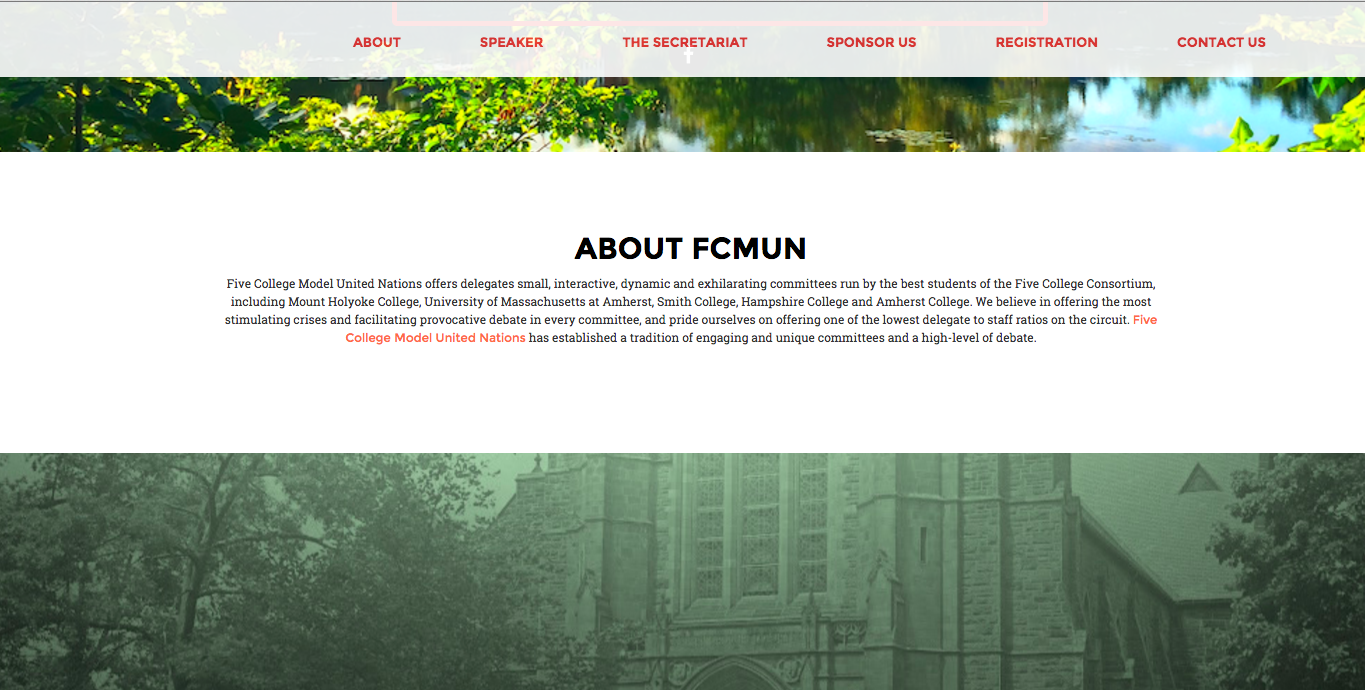 ABOUT SPEAKER THE SECRETARIAT SPONSOR US REGISTRATION CONTACT US
ABOUT FCMUN
Five College Model United Nations offers delegates small, interactive, dynamic and exhilarating committees run by the best students of the Five College Consortium,
including Mount Holyoke College, University of Massachusetts at Amherst, Smith College, Hampshire College and Amherst College. We believe in offering the most
stimulating crises and facilitating provocative debate in every committee, and pride ourselves on offering one of the lowest delegate to staff ratios on the circuit. Five
College Model United Nations has established a tradition of engaging and unique committees and a high-level of debate.